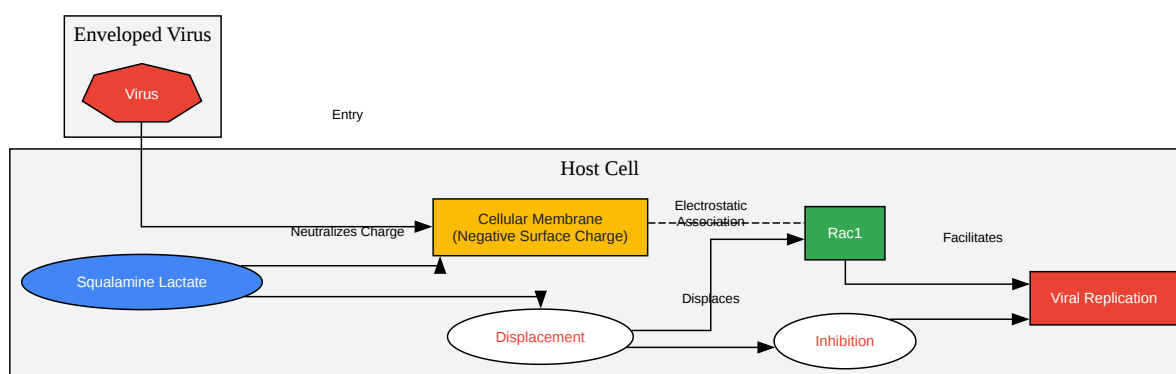 Enveloped Virus
Virus
Entry
Host Cell
Cellular Membrane
(Negative Surface Charge)
Electrostatic
Association
Neutralizes Charge
Rac1
Facilitates
Squalamine Lactate
Displaces
Viral Replication
Displacement
Inhibition